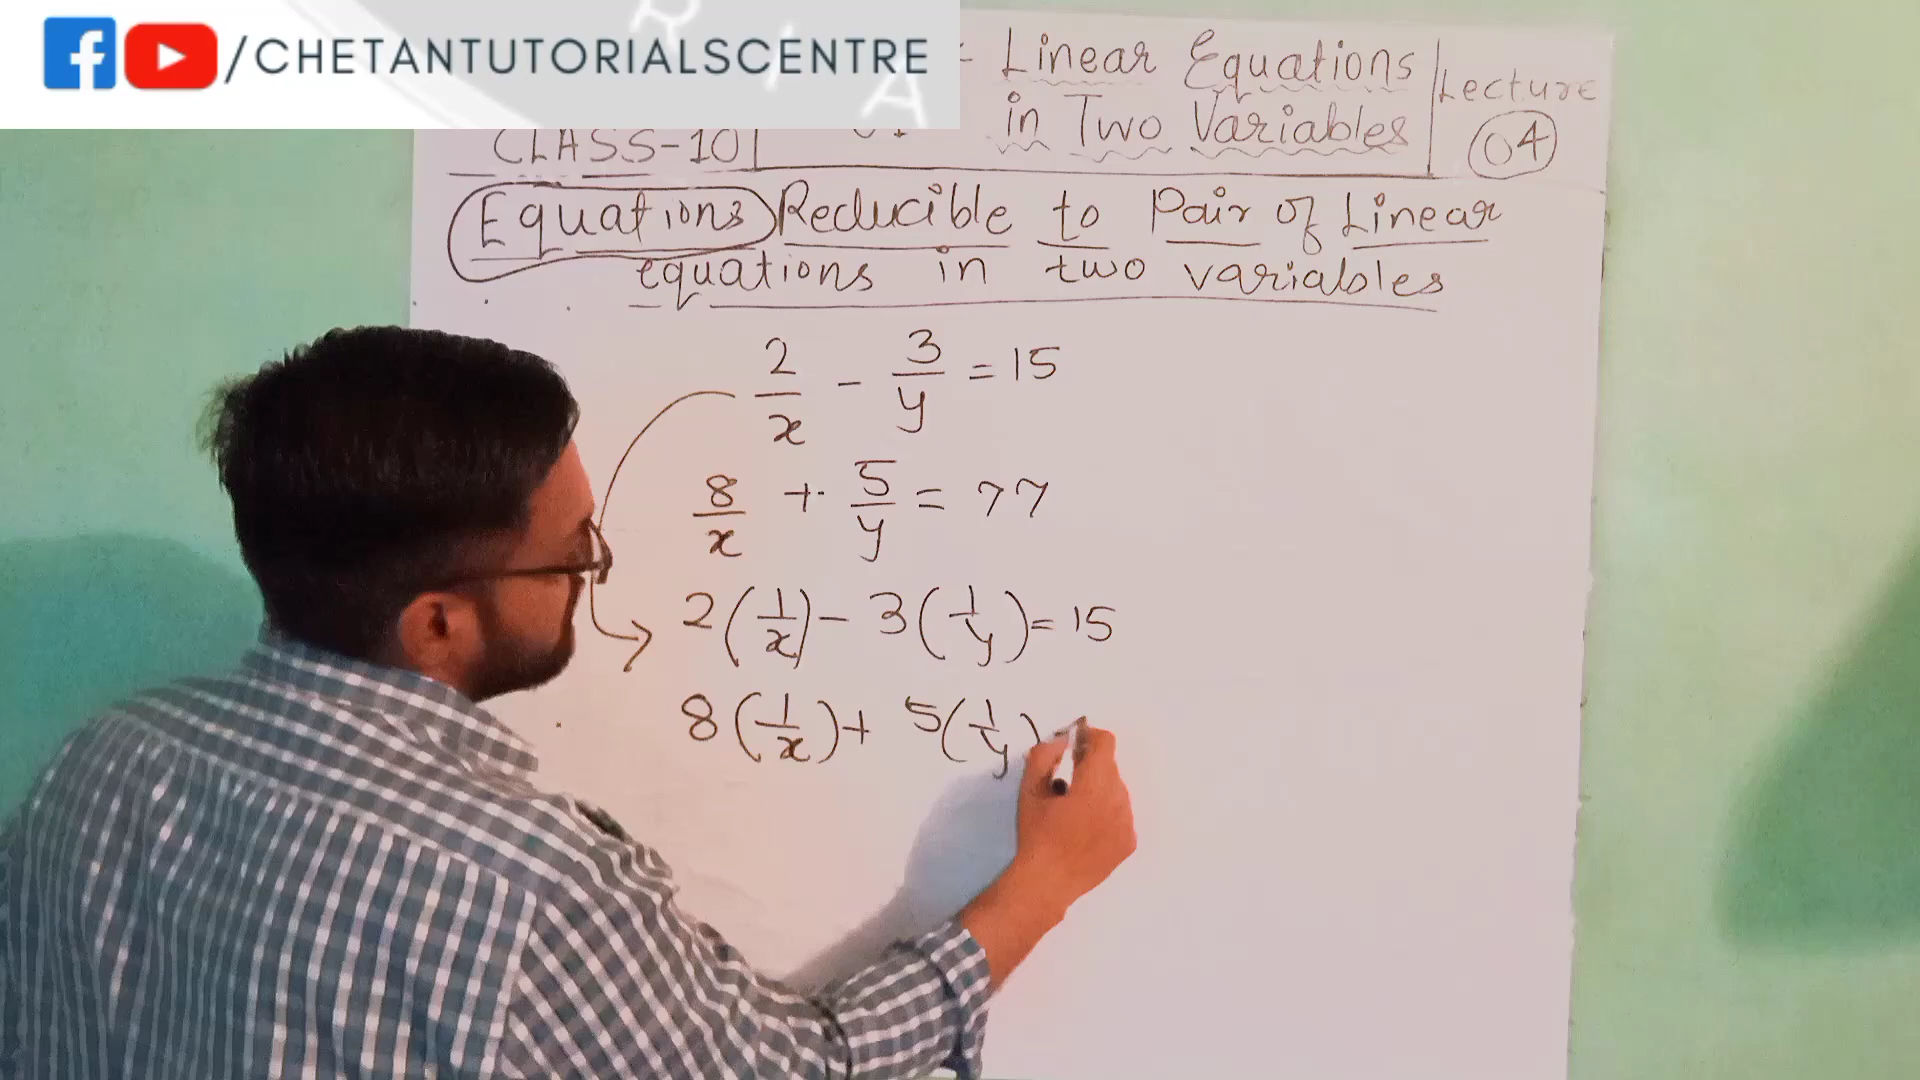 /CHETANTUTORIALSCENTRE
R I A
CLASS-10
- Linear Equations
in Two Variables
Lecture
04
Equations Reducible to Pair of Linear
equations in two variables
2/x - 3/y = 15
8/x + 5/y = 77
2(1/x) - 3(1/y) = 15
8(1/x) + 5(1/y)